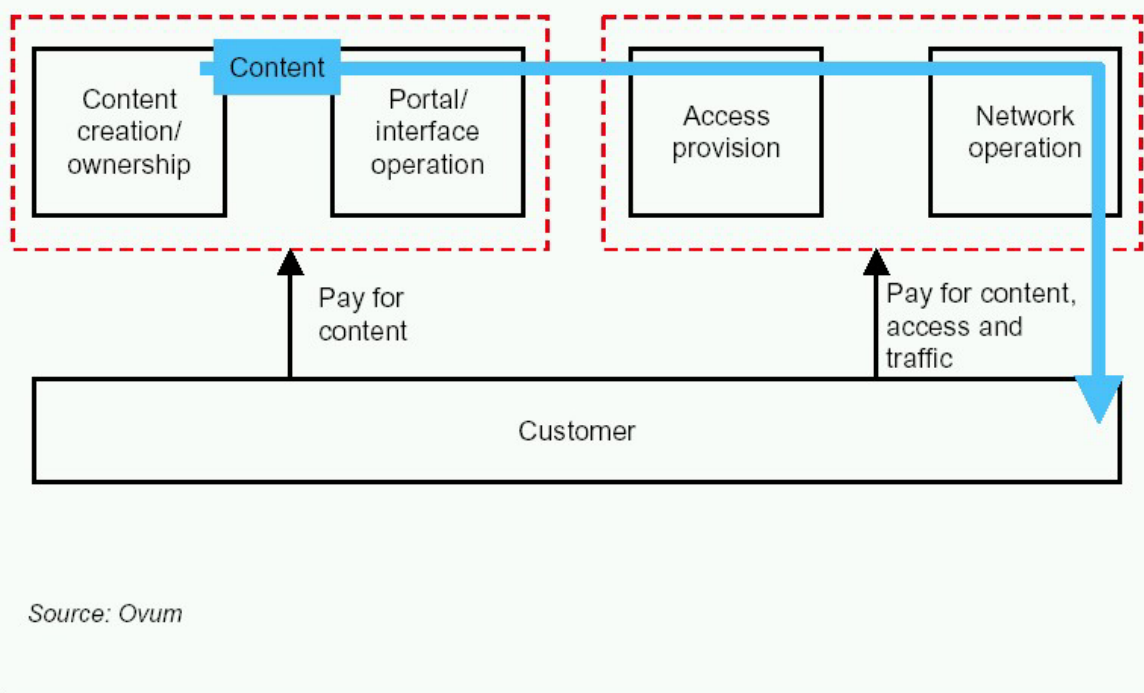 Content
Content
creation/
ownership
Portal/
interface
operation
Access
provision
Network
operation
Pay for
content
Pay for content,
access and
traffic
Customer
Source: Ovum